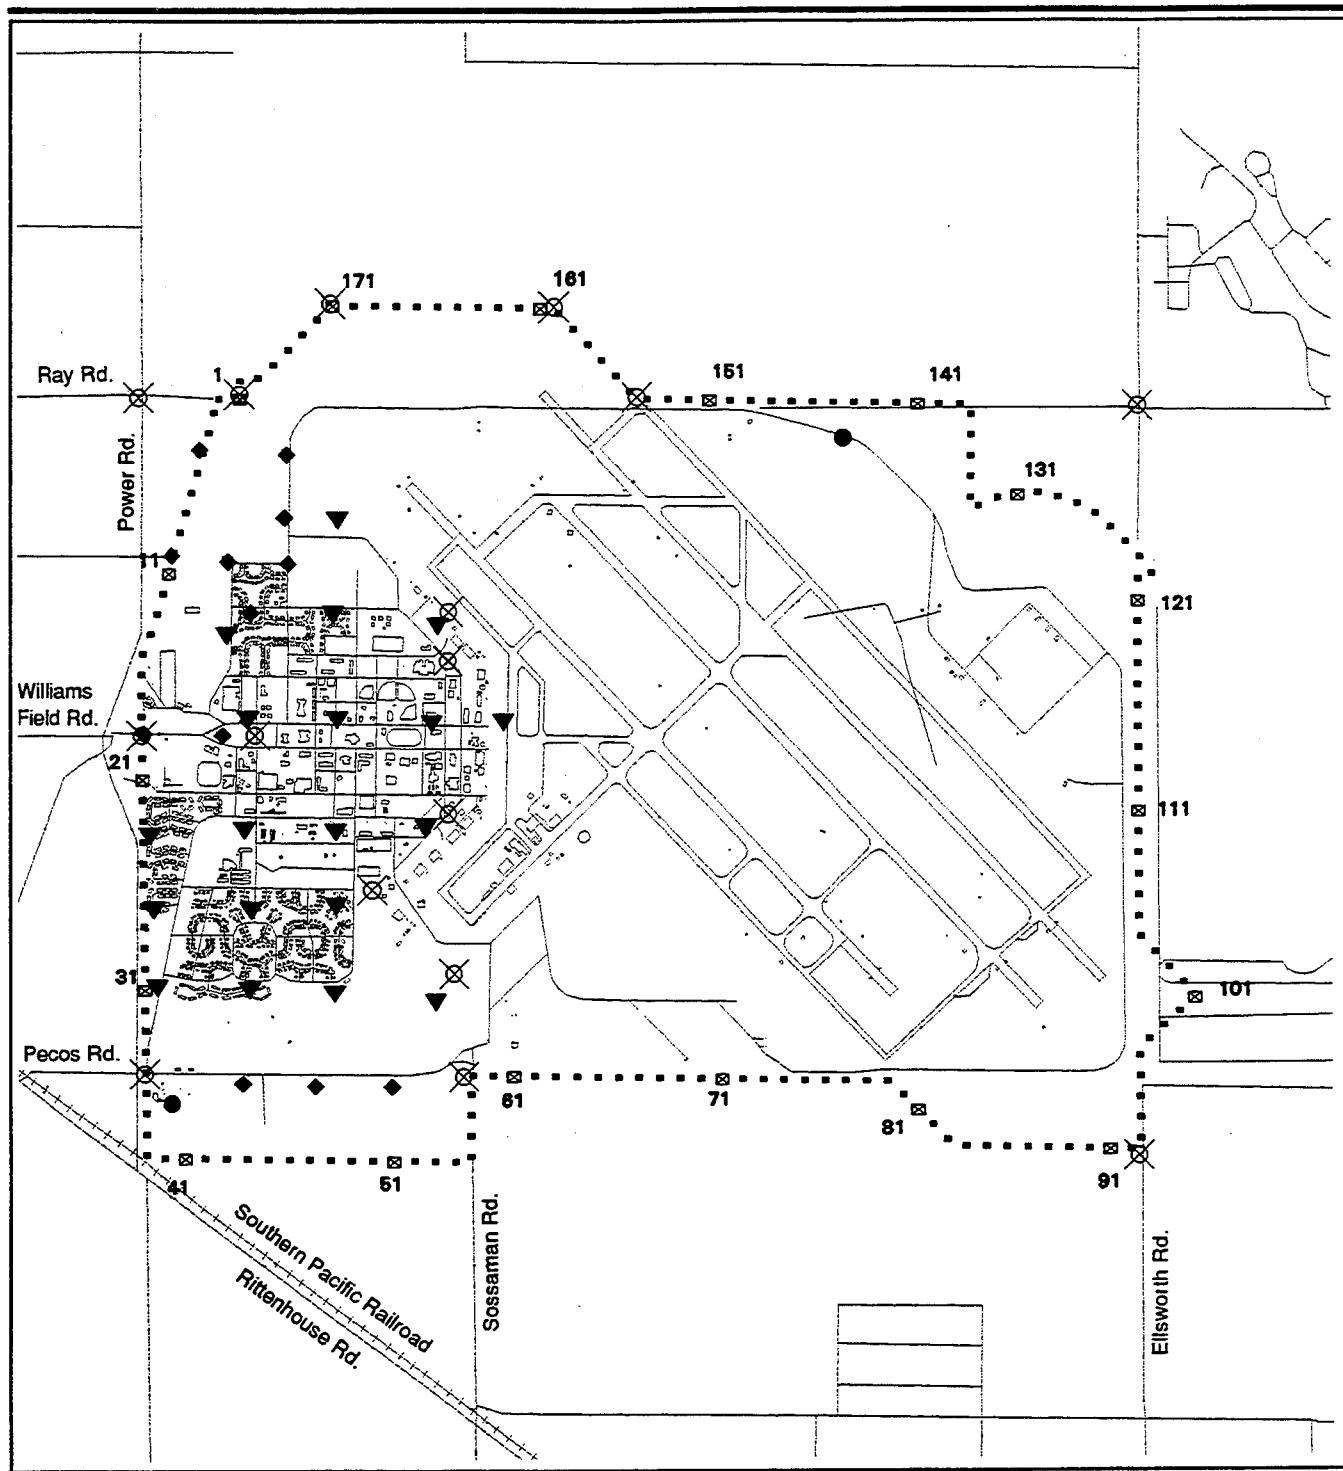 171
161
Ray Rd.
1
151
141
Power Rd.
131
11
121
Williams
Field Rd.
21
111
31
101
Pecos Rd.
61
71
81
41
51
91
Southern Pacific Railroad
Rittenhouse Rd.
Sossaman Rd.
Ellsworth Rd.